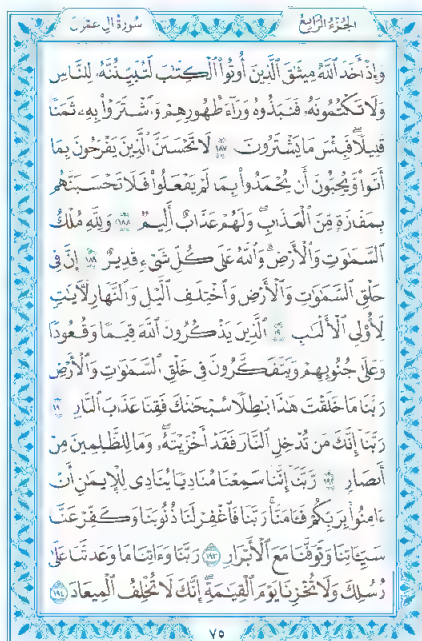 الجزء الرابع
سورة آل عمران
وَإِذْ أَخَذَ ٱللَّهُ مِيثَٰقَ ٱلَّذِينَ أُوتُوا۟ ٱلْكِتَٰبَ لَتُبَيِّنُنَّهُۥ لِلنَّاسِ
وَلَا تَكْتُمُونَهُۥ فَنَبَذُوهُ وَرَآءَ ظُهُورِهِمْ وَٱشْتَرَوْا۟ بِهِۦ ثَمَنًا
قَلِيلًا ۖ فَبِئْسَ مَا يَشْتَرُونَ ١٨٧ لَا تَحْسَبَنَّ ٱلَّذِينَ يَفْرَحُونَ بِمَآ
أَتَوا۟ وَّيُحِبُّونَ أَن يُحْمَدُوا۟ بِمَا لَمْ يَفْعَلُوا۟ فَلَا تَحْسَبَنَّهُم
بِمَفَازَةٍ مِّنَ ٱلْعَذَابِ ۖ وَلَهُمْ عَذَابٌ أَلِيمٌ ١٨٨ وَلِلَّهِ مُلْكُ
ٱلسَّمَٰوَٰتِ وَٱلْأَرْضِ ۗ وَٱللَّهُ عَلَىٰ كُلِّ شَىْءٍ قَدِيرٌ ١٨٩ إِنَّ فِى
خَلْقِ ٱلسَّمَٰوَٰتِ وَٱلْأَرْضِ وَٱخْتِلَٰفِ ٱلَّيْلِ وَٱلنَّهَارِ لَءَايَٰتٍ
لِّأُو۟لِى ٱلْأَلْبَٰبِ ١٩٠ ٱلَّذِينَ يَذْكُرُونَ ٱللَّهَ قِيَٰمًا وَقُعُودًا
وَعَلَىٰ جُنُوبِهِمْ وَيَتَفَكَّرُونَ فِى خَلْقِ ٱلسَّمَٰوَٰتِ وَٱلْأَرْضِ
رَبَّنَا مَا خَلَقْتَ هَٰذَا بَٰطِلًا سُبْحَٰنَكَ فَقِنَا عَذَابَ ٱلنَّارِ ١٩١
رَبَّنَآ إِنَّكَ مَن تُدْخِلِ ٱلنَّارَ فَقَدْ أَخْزَيْتَهُۥ ۖ وَمَا لِلظَّٰلِمِينَ مِنْ
أَنصَارٍ ١٩٢ رَّبَّنَآ إِنَّنَا سَمِعْنَا مُنَادِيًا يُنَادِى لِلْإِيمَٰنِ أَنْ
ءَامِنُوا۟ بِرَبِّكُمْ فَـَٔامَنَّا ۚ رَبَّنَا فَٱغْفِرْ لَنَا ذُنُوبَنَا وَكَفِّرْ عَنَّا
سَيِّـَٔاتِنَا وَتَوَفَّنَا مَعَ ٱلْأَبْرَارِ ١٩٣ رَبَّنَا وَءَاتِنَا مَا وَعَدتَّنَا عَلَىٰ
رُسُلِكَ وَلَا تُخْزِنَا يَوْمَ ٱلْقِيَٰمَةِ ۗ إِنَّكَ لَا تُخْلِفُ ٱلْمِيعَادَ ١٩٤
٧٥